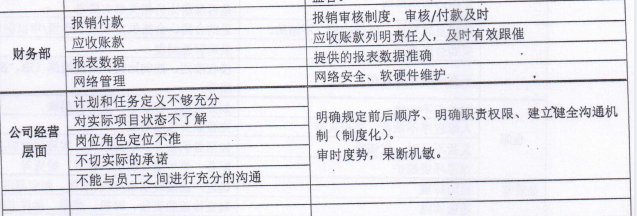 报销付款
报销审核制度，审核/付款及时
财务部
应收账款
应收账款列明责任人，及时有效跟催
报表数据
提供的报表数据准确
网络管理
网络安全、软硬件维护
公司经营
层面
计划和任务定义不够充分
对实际项目状态不了解
岗位角色定位不准
不切实际的承诺
不能与员工之间进行充分的沟通
明确规定前后顺序、明确职责权限、建立健全沟通机
制（制度化）。
审时度势，果断机敏。